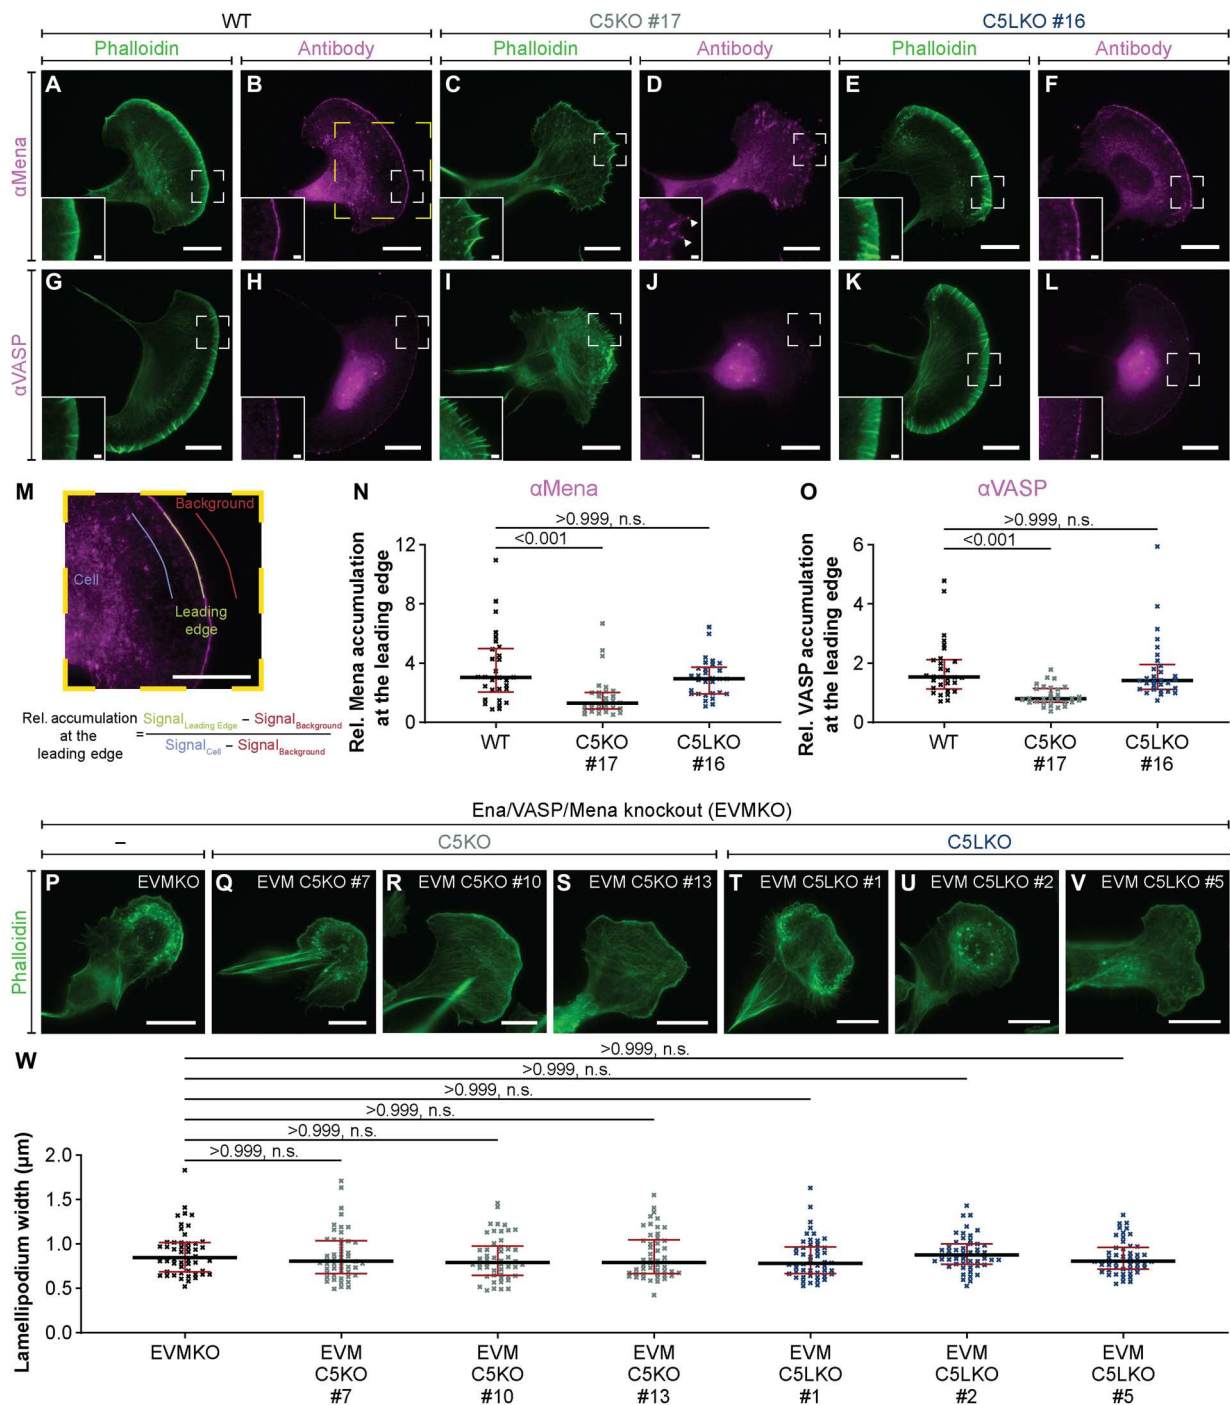 WT C5KO #17 C5LKO #16
Phalloidin Antibody Phalloidin Antibody Phalloidin Antibody
αMena
A B C D E F
αVASP
G H I J K L
M
Background
Cell
Leading
edge
Rel. accumulation
at the
leading edge
= Signal Leading Edge – Signal Background
Signal Cell – Signal Background
N
αMena
>0.999, n.s.
<0.001
Rel. Mena accumulation
at the leading edge
12
8
4
0
WT C5KO C5LKO
#17 #16
O
αVASP
>0.999, n.s.
<0.001
Rel. VASP accumulation
at the leading edge
6
4
2
0
WT C5KO C5LKO
#17 #16
Ena/VASP/Mena knockout (EVMKO)
– C5KO C5LKO
Phalloidin
P EVMKO
Q EVM C5KO #7
R EVM C5KO #10
S EVM C5KO #13
T EVM C5LKO #1
U EVM C5LKO #2
V EVM C5LKO #5
W
>0.999, n.s.
>0.999, n.s.
>0.999, n.s.
>0.999, n.s.
>0.999, n.s.
>0.999, n.s.
Lamellipodium width (µm)
2.0
1.5
1.0
0.5
0.0
EVMKO EVM EVM EVM EVM EVM EVM
C5KO C5KO C5KO C5LKO C5LKO C5LKO
#7 #10 #13 #1 #2 #5